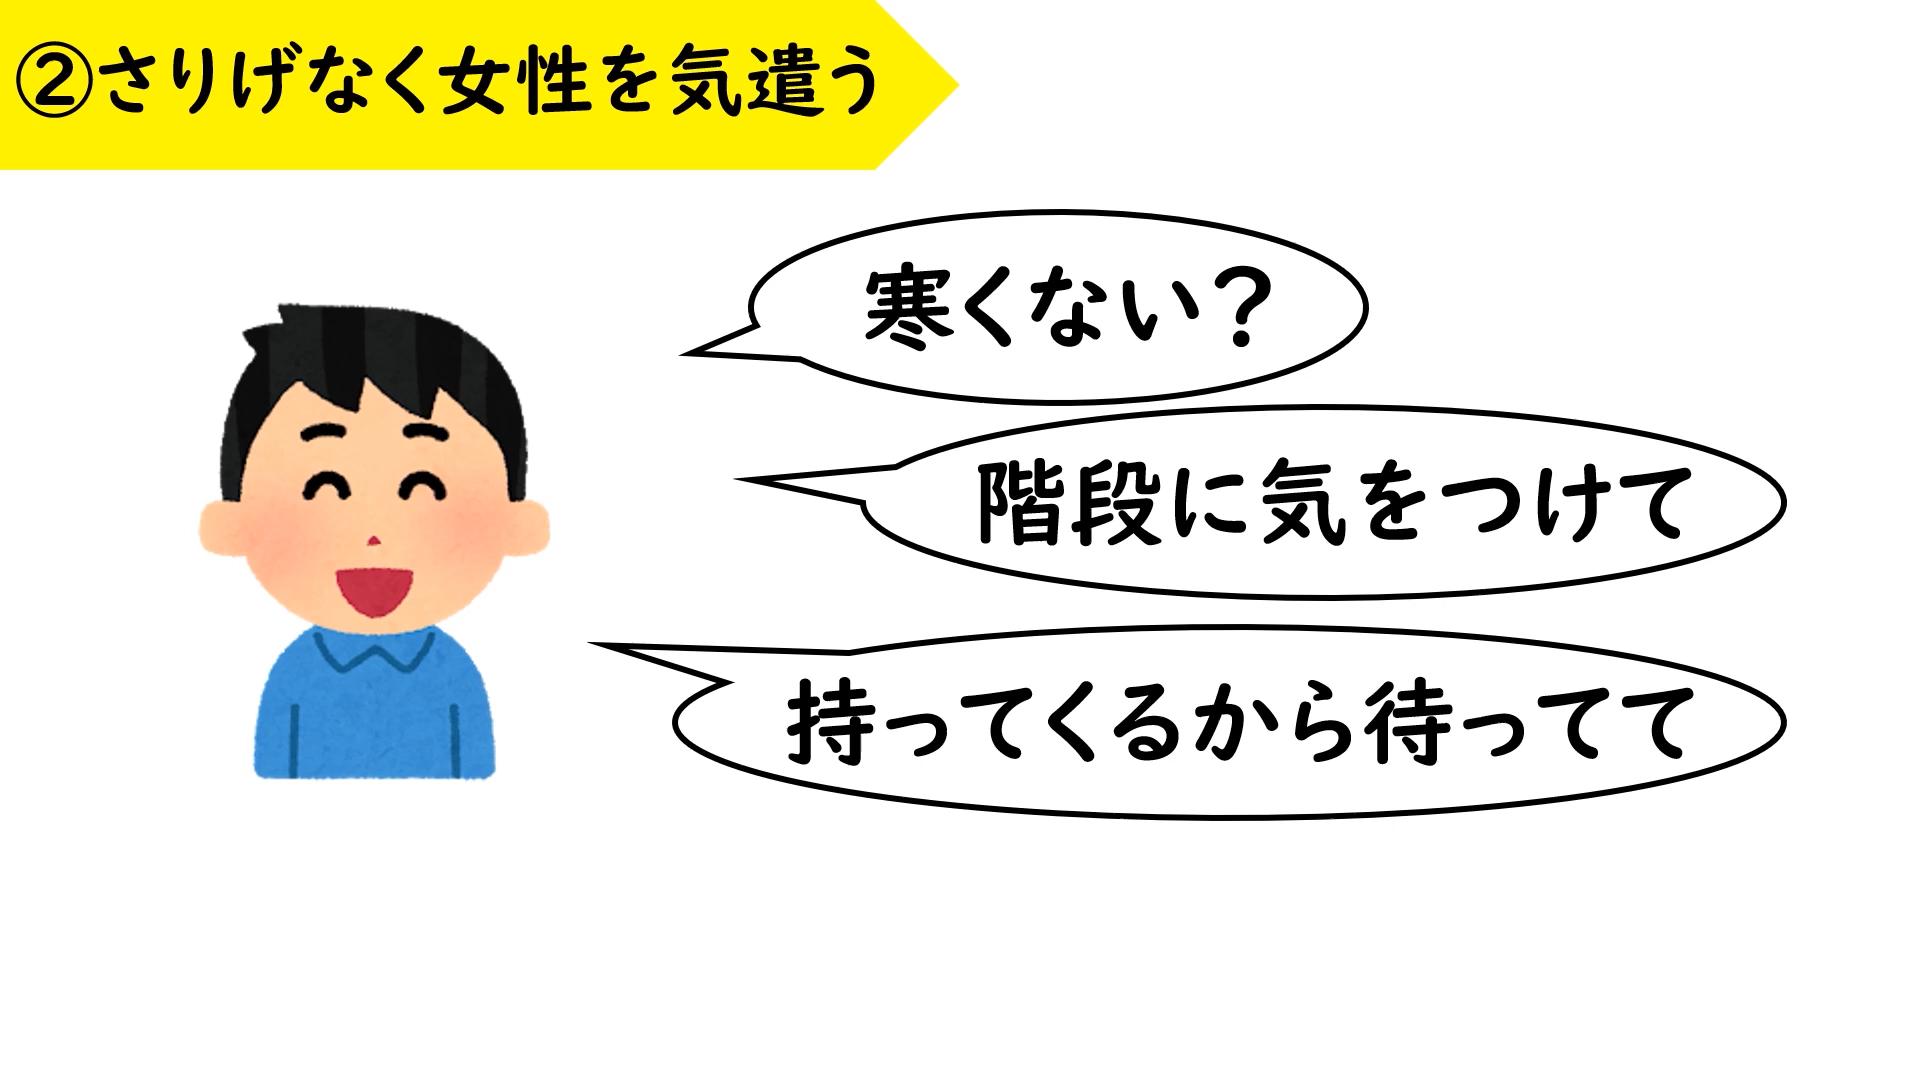 ②さりげなく女性を気遣う
寒くない？
階段に気をつけて
持ってくるから待ってて